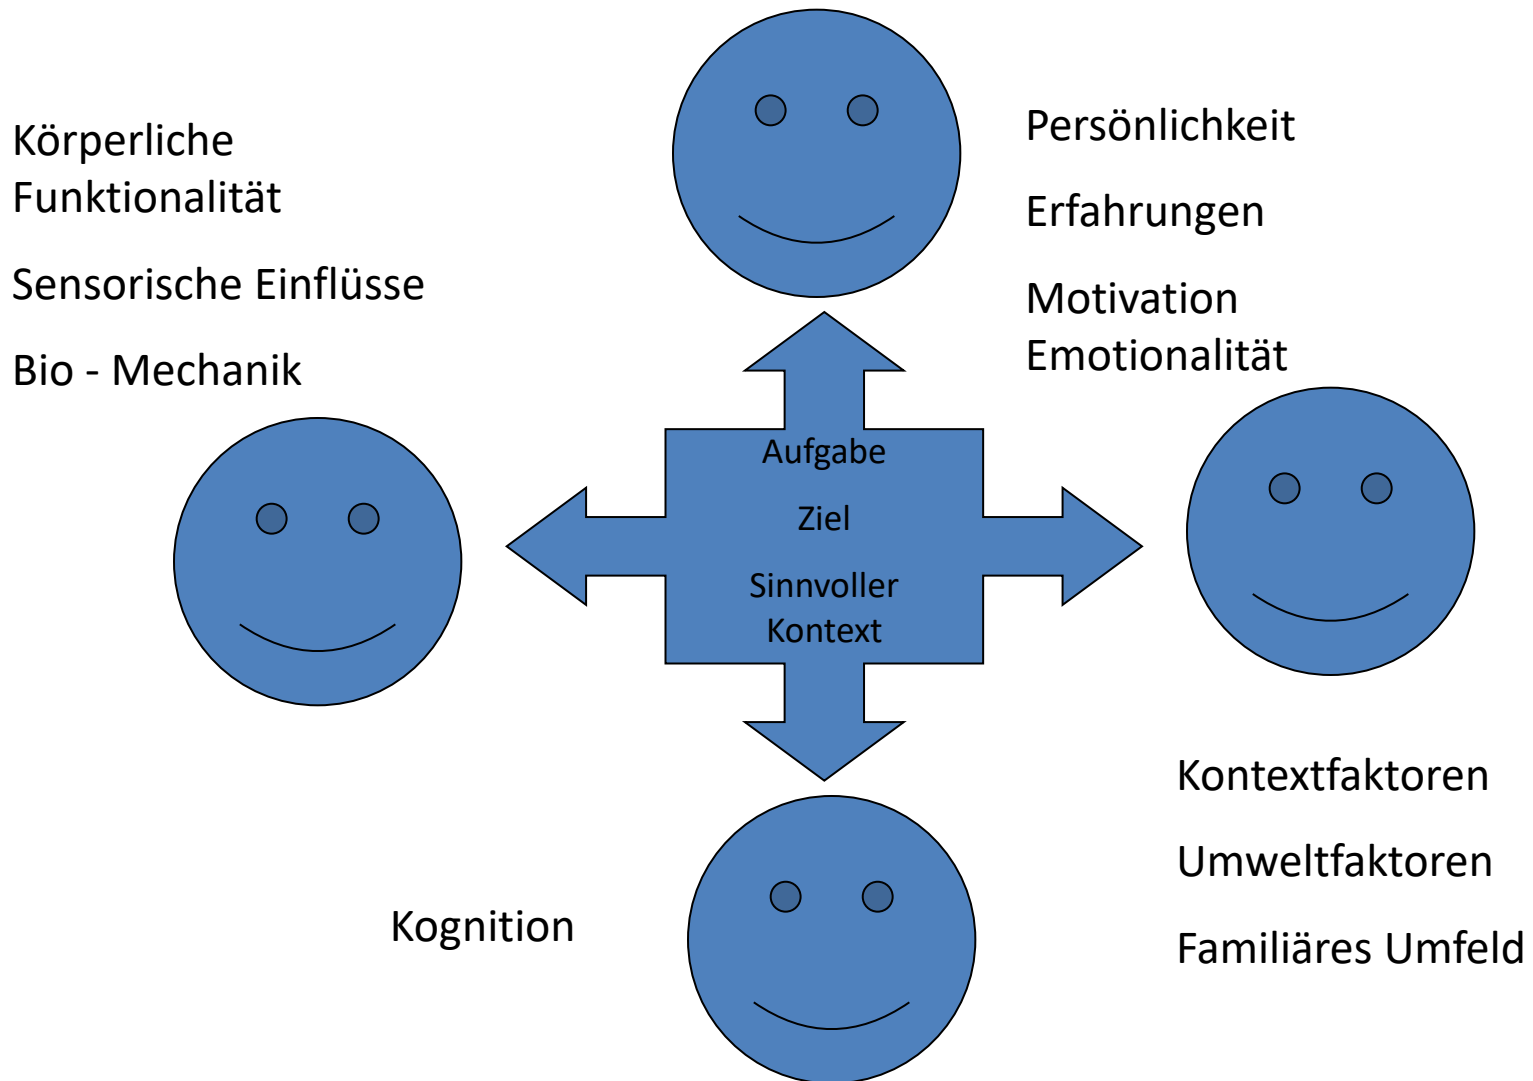 Körperliche
Funktionalität
Sensorische Einflüsse
Bio - Mechanik
Persönlichkeit
Erfahrungen
Motivation
Emotionalität
Aufgabe
Ziel
Sinnvoller
Kontext
Kognition
Kontextfaktoren
Umweltfaktoren
Familiäres Umfeld